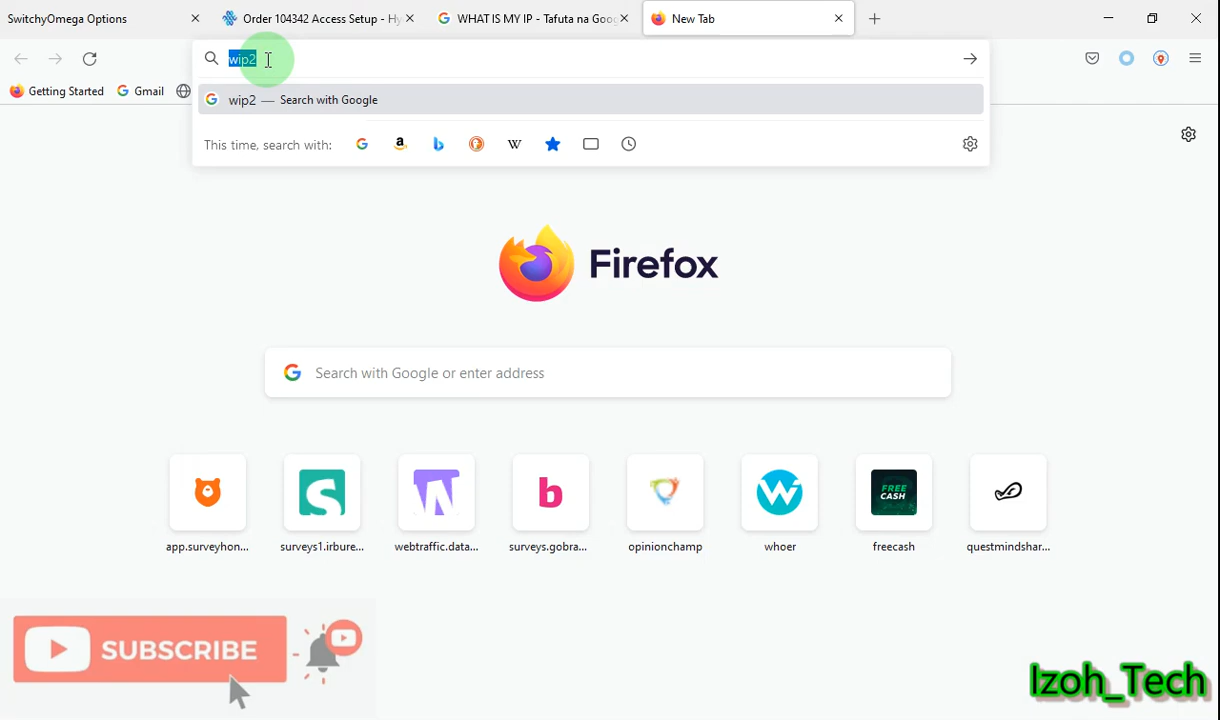 SwitchyOmega Options
Order 104342 Access Setup - Hy
WHAT IS MY IP - Tafuta na Goog
New Tab
wip2
Getting Started
Gmail
wip2 — Search with Google
This time, search with:
Firefox
Search with Google or enter address
app.surveyhon...
surveys1.irbure...
webtraffic.data...
surveys.gobra...
opinionchamp
whoer
FREE
CASH
freecash
questmindshar...
SUBSCRIBE
Izoh_Tech